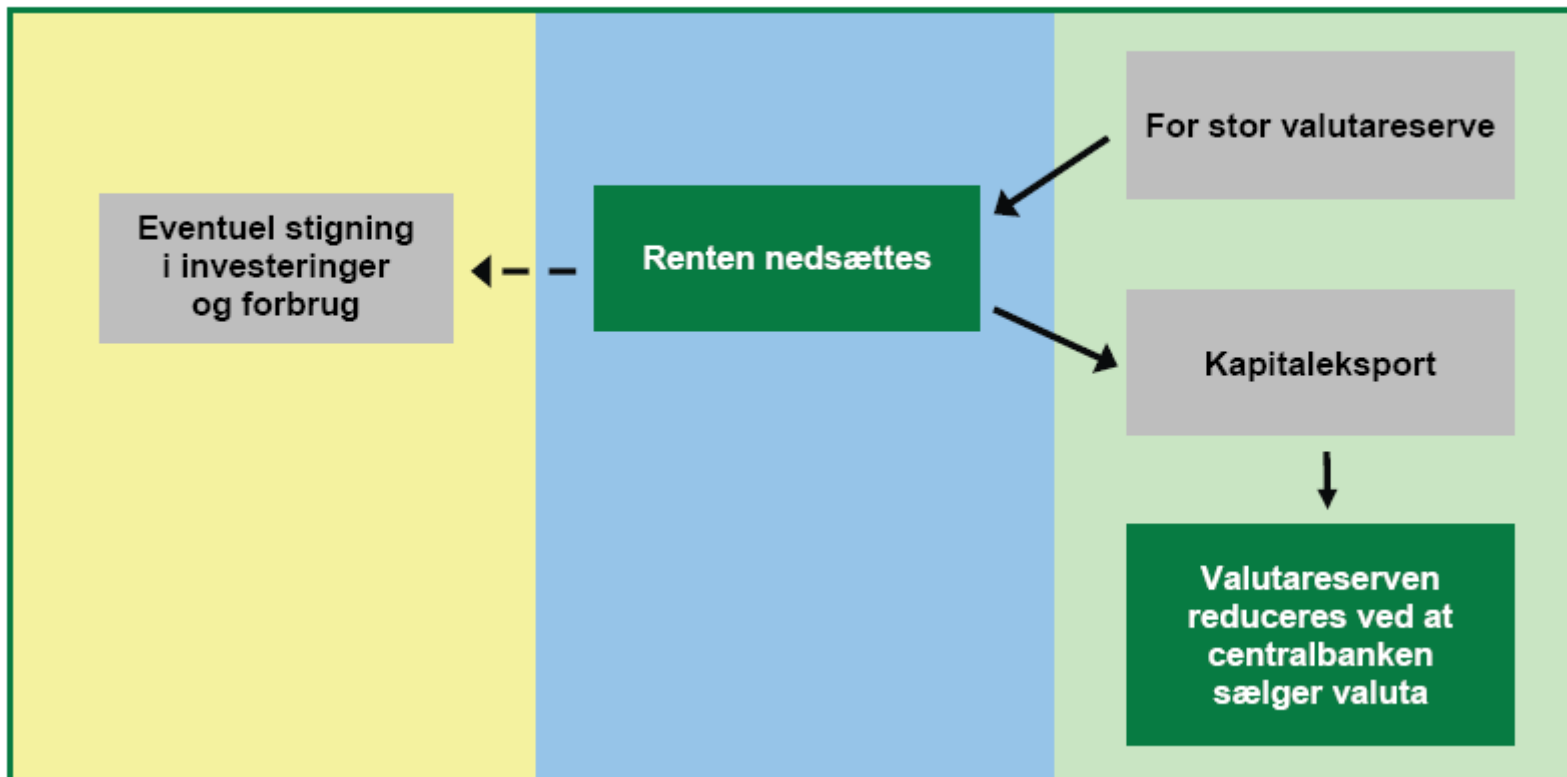 For stor valutareserve
Eventuel stigning
i investeringer
og forbrug
Renten nedsættes
Kapitaleksport
Valutareserven
reduceres ved at
centralbanken
sælger valuta